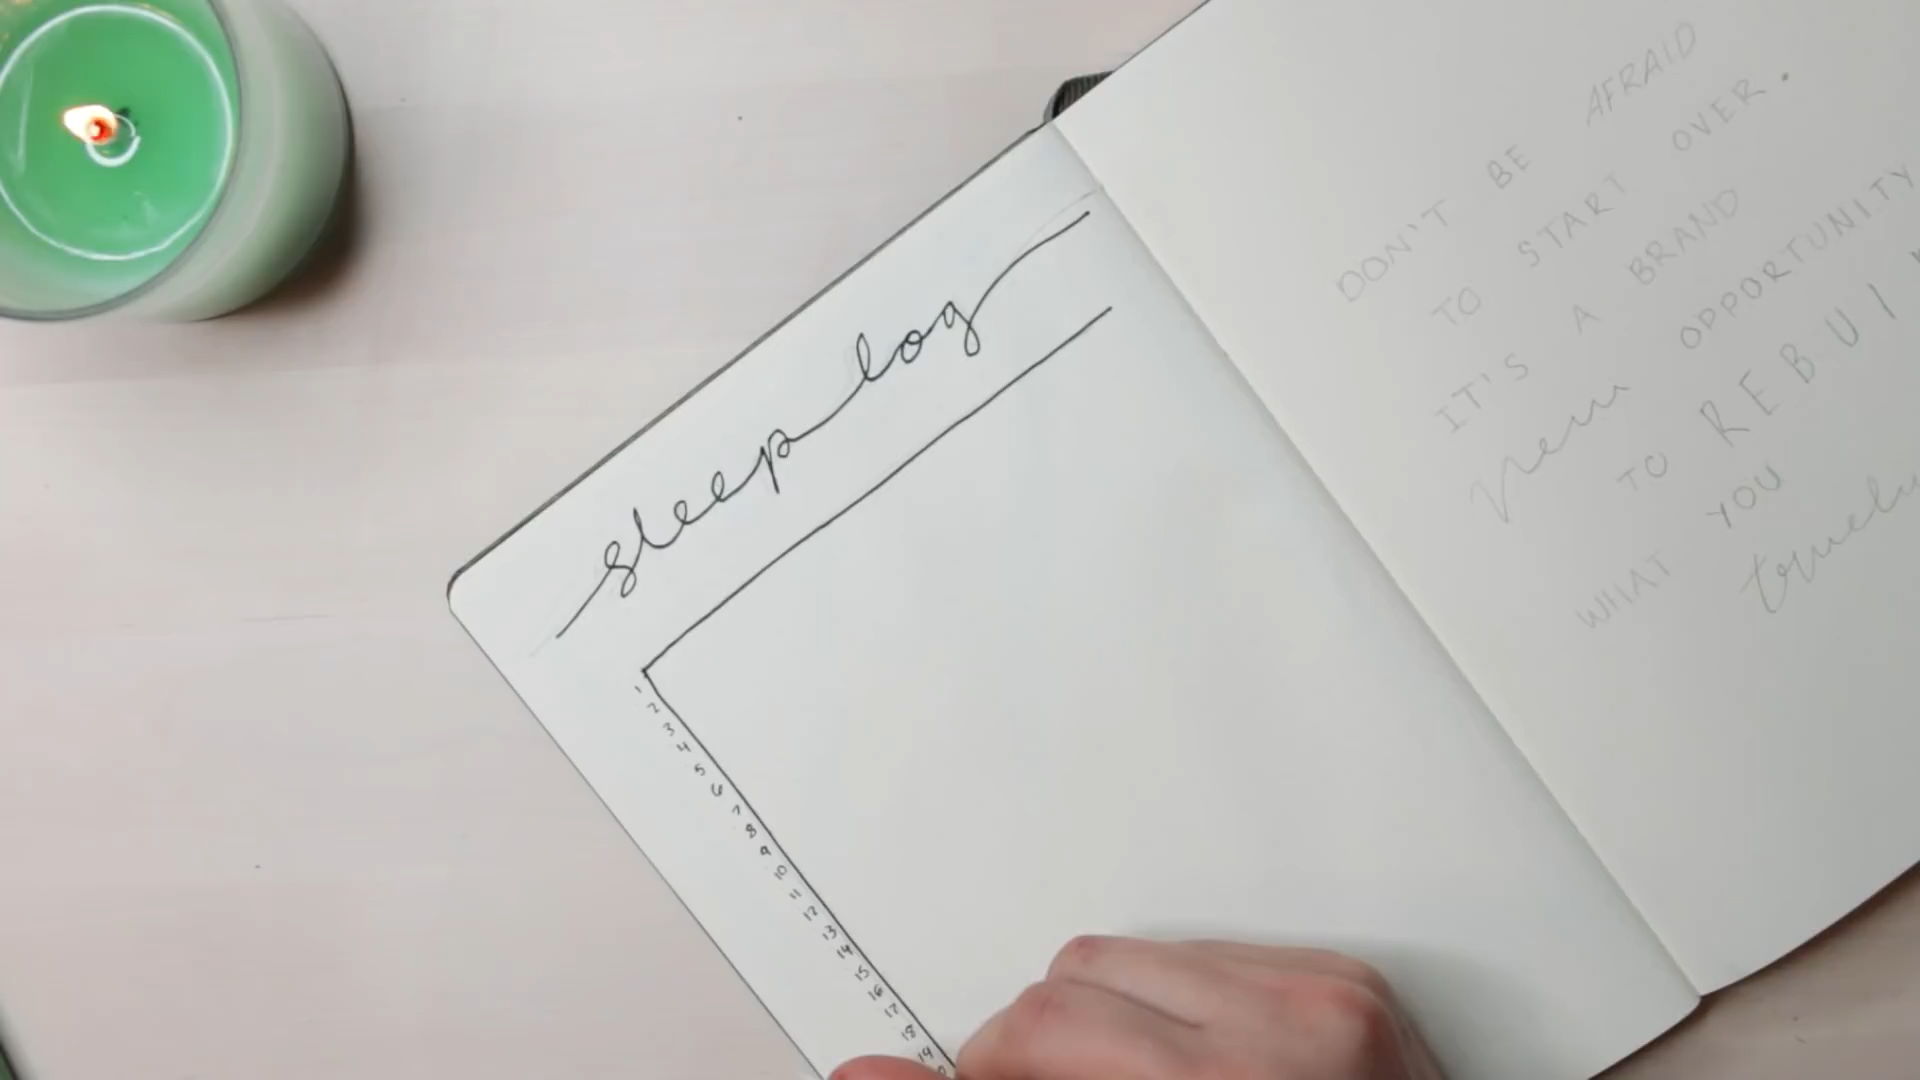 sleep log
1
2
3
4
5
6
7
8
9
10
11
12
13
14
15
16
17
18
19
DON'T BE AFRAID
TO START OVER.
IT'S A BRAND
new OPPORTUNITY
TO
WHAT YOU